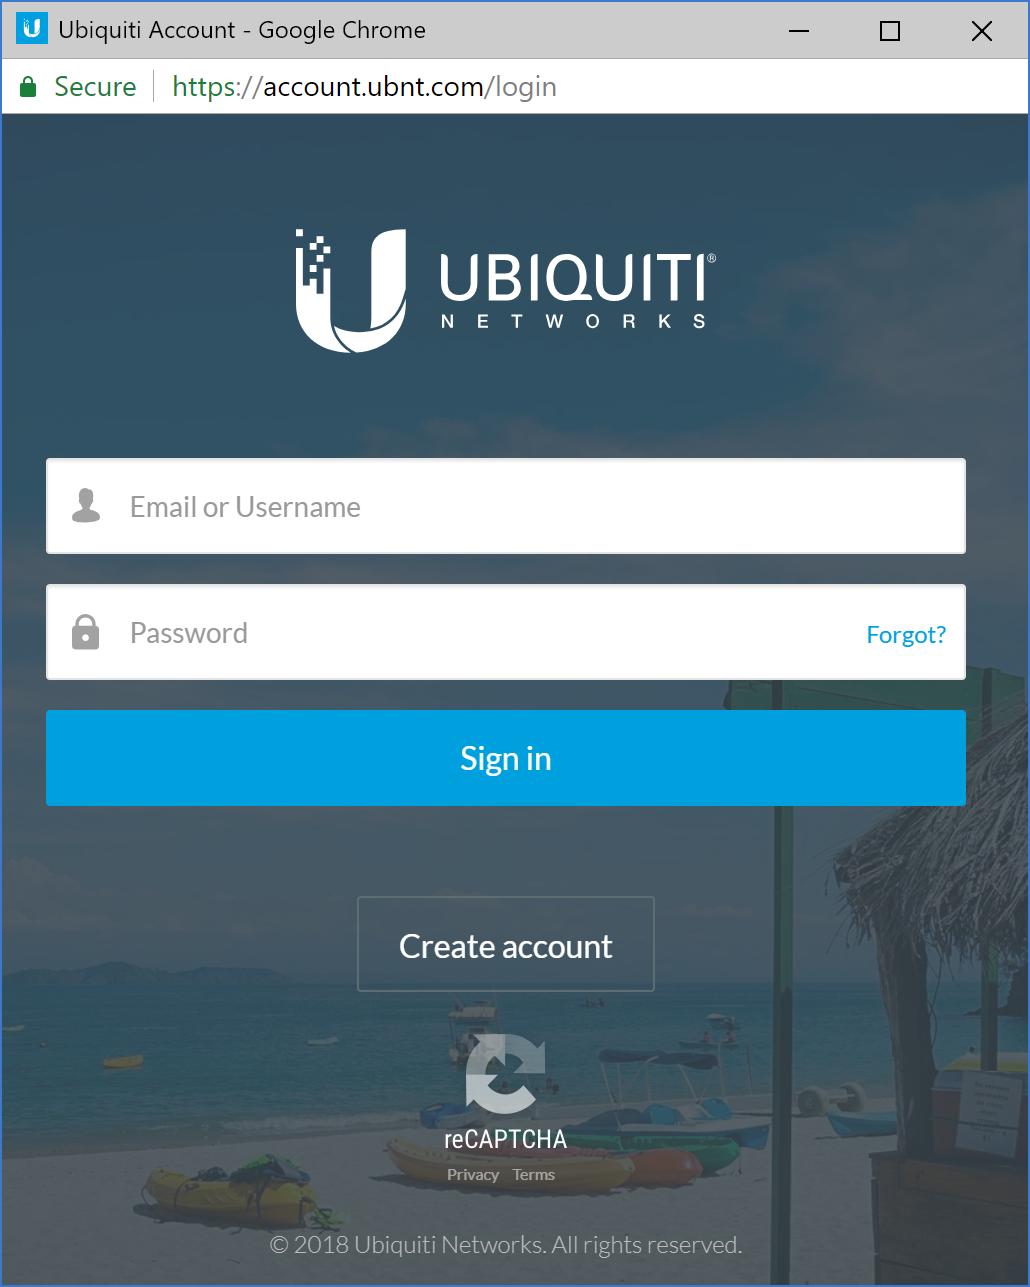 Ubiquiti Account - Google Chrome
Secure https://account.ubnt.com/login
UBIQUITI®
NETWORKS
Email or Username
Password Forgot?
Sign in
Create account
reCAPTCHA
Privacy Terms
© 2018 Ubiquiti Networks. All rights reserved.